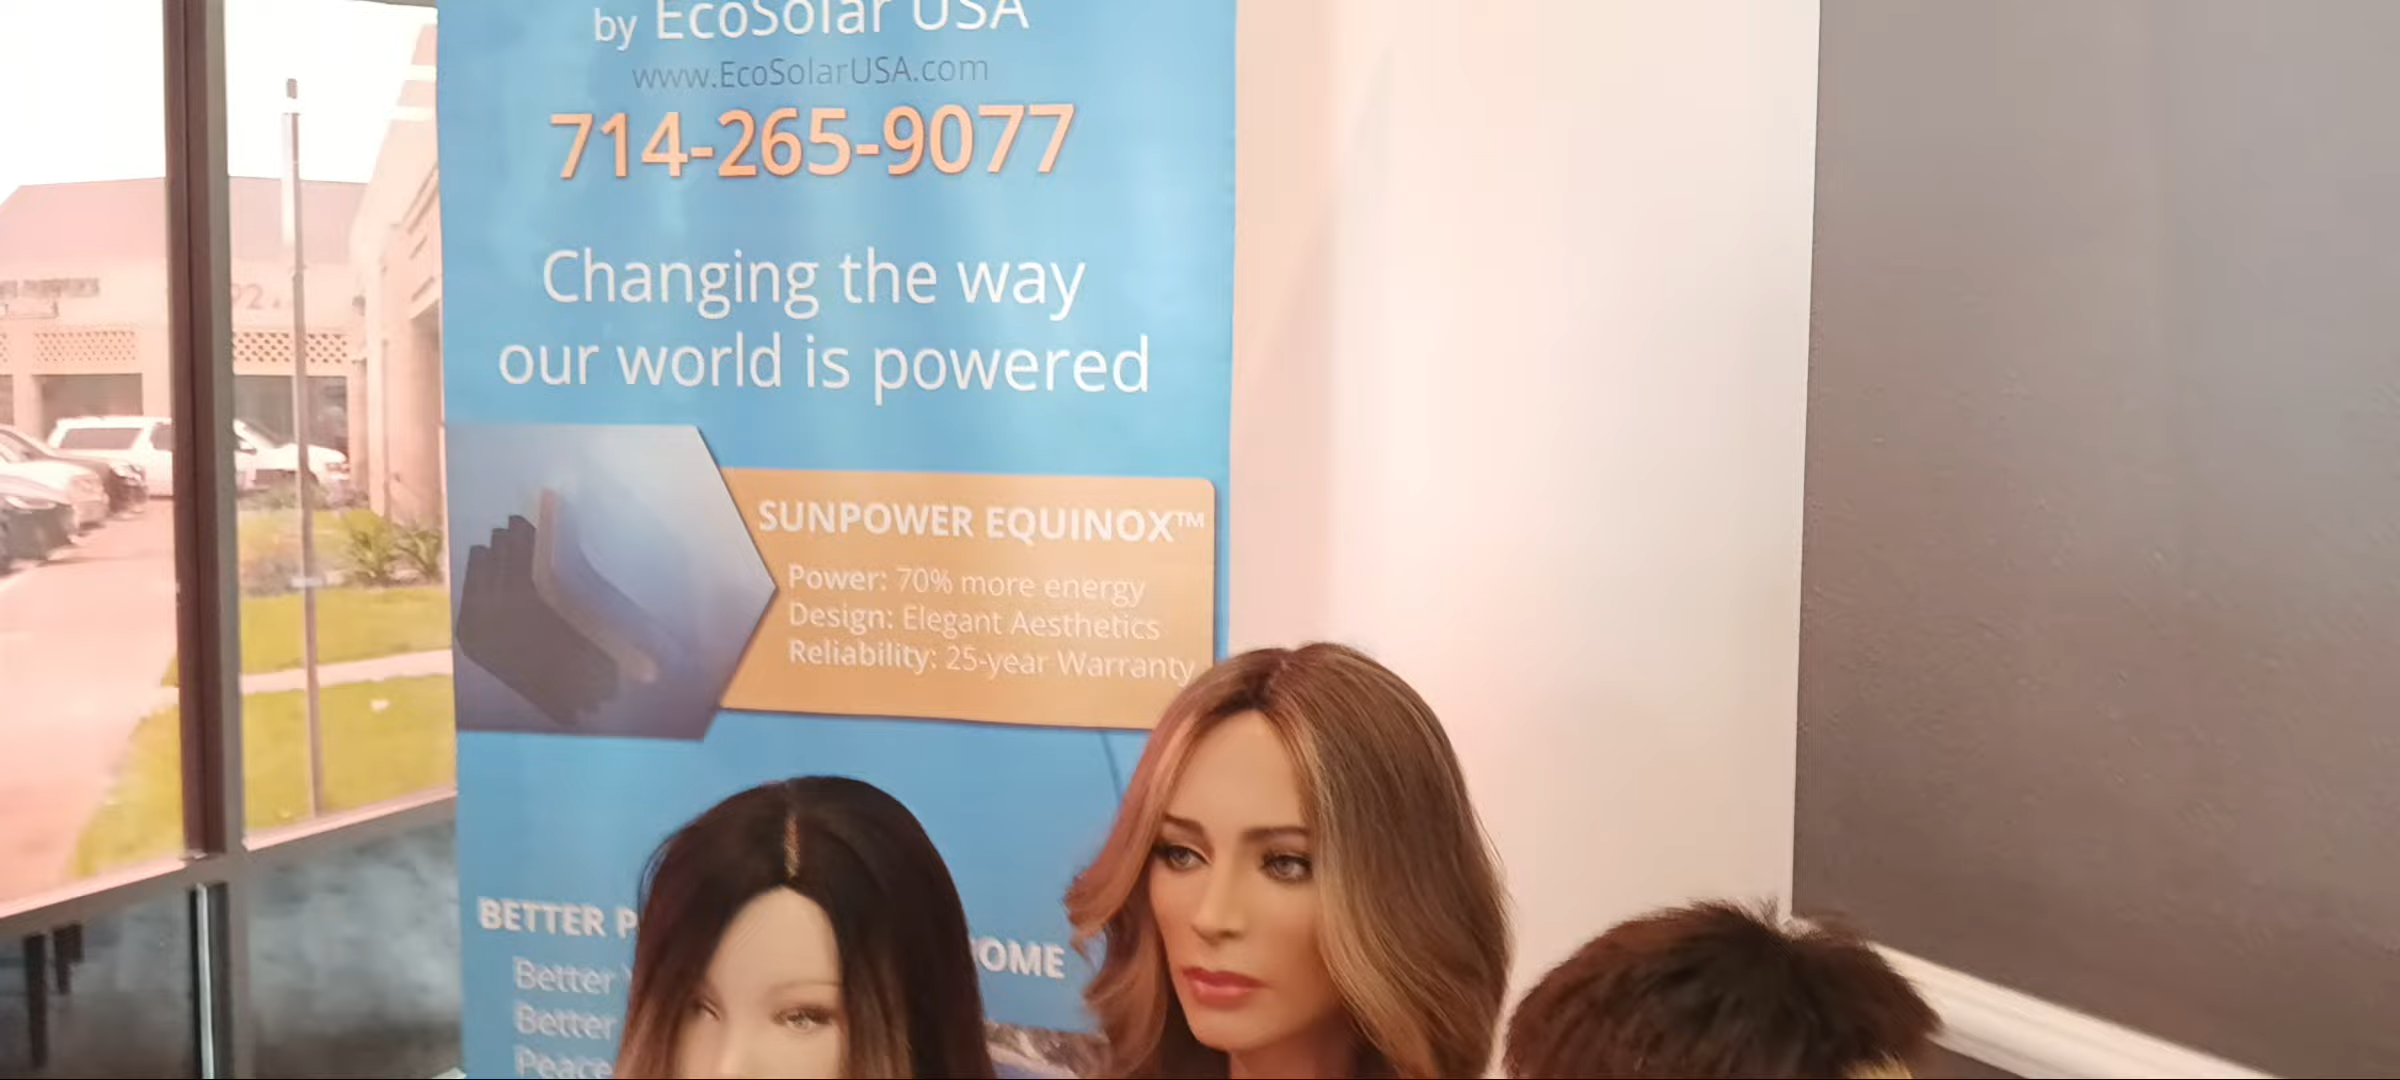 by EcoSolar USA
www.EcoSolarUSA.com
714-265-9077
Changing the way
our world is powered
SUNPOWER EQUINOX™
Power: 70% more energy
Design: Elegant Aesthetics
Reliability: 25-year Warranty
BETTER
Better
Better
Peace